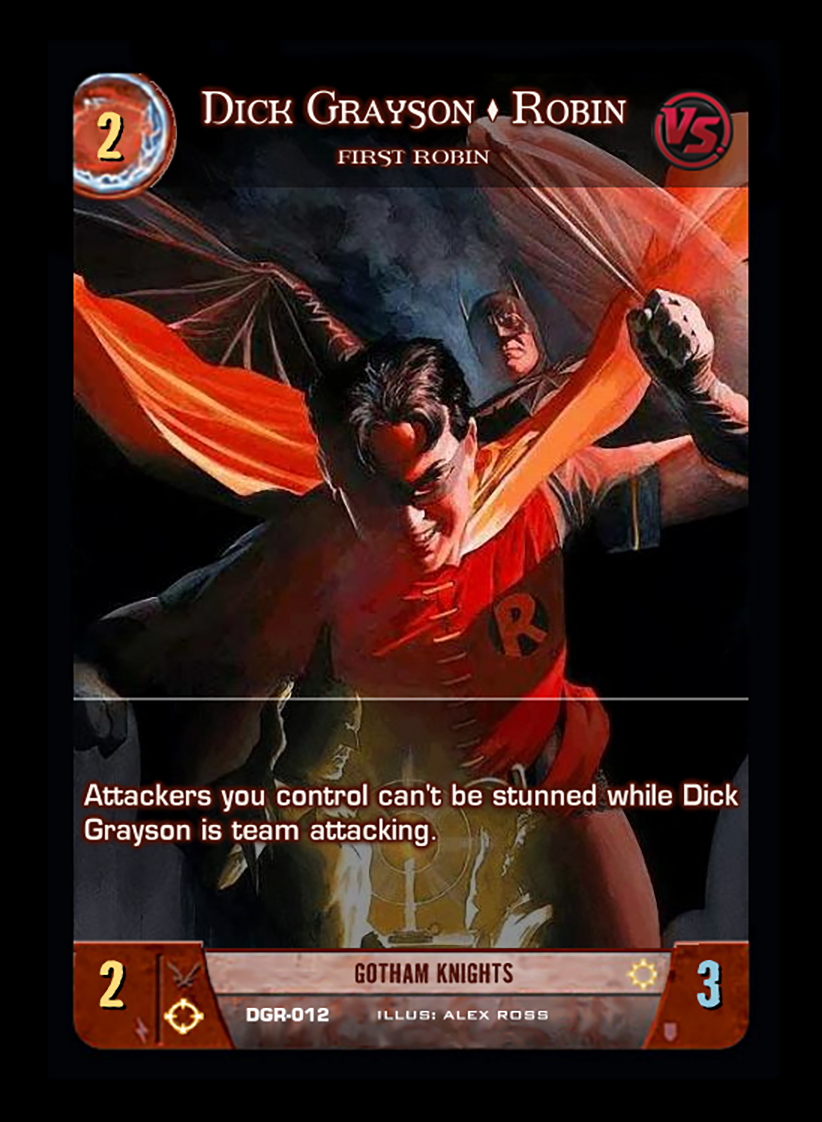 2
DICK GRAYSON ♦ ROBIN
VS.
FIRST ROBIN
R
Attackers you control can't be stunned while Dick
Grayson is team attacking.
2
GOTHAM KNIGHTS
3
DGR-012 ILLUS: ALEX ROSS